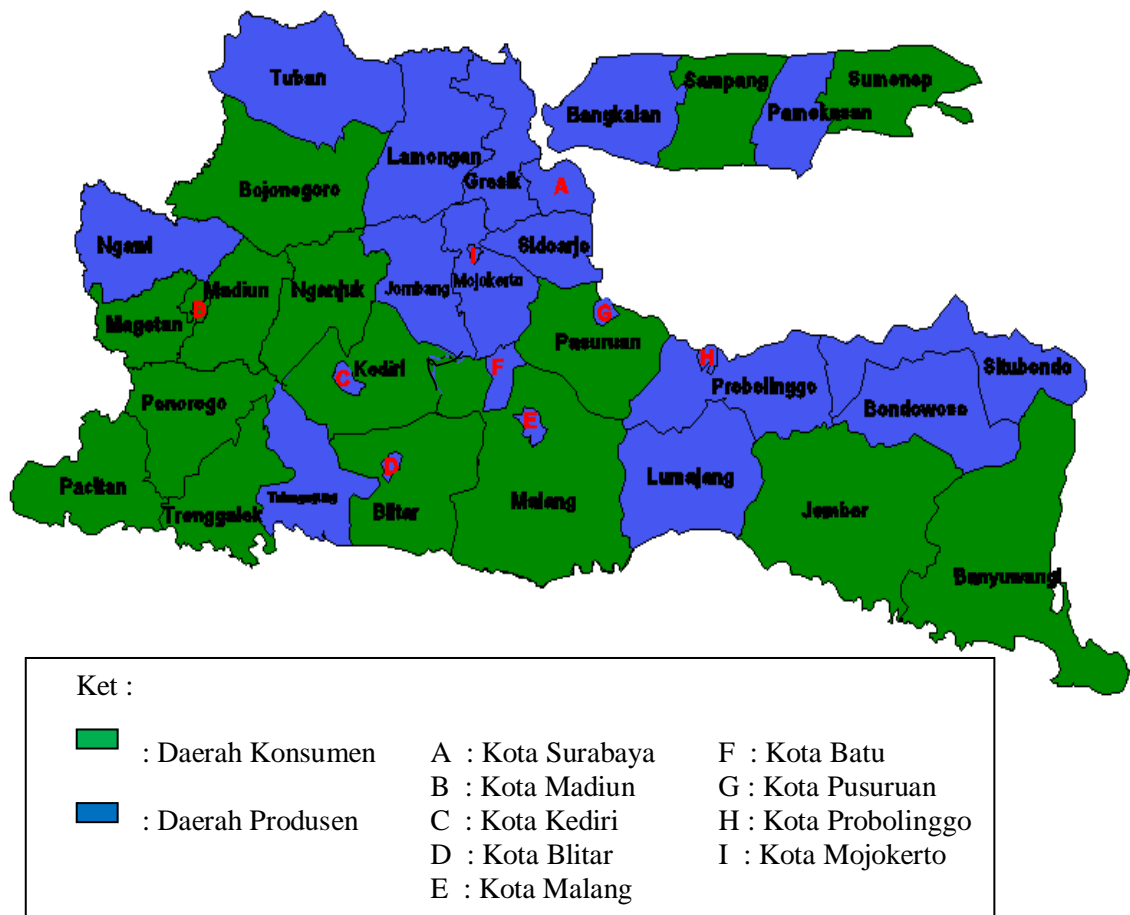 Tuban
Sampang
Sumenep
Bangkalan
Pamekasan
Lamongan
Gresik
A
Bojonegoro
Ngawi
Sidoarjo
I
Mojokerto
Madiun
Nganjuk
Jombang
B
Magetan
G
Pasuruan
H
Probolinggo
Situbondo
F
Kediri
C
Ponorogo
Bondowoso
E
D
Pacitan
Lumajang
Malang
Blitar
Trenggalek
Jember
Banyuwangi
Ket :
: Daerah Konsumen
: Daerah Produsen
A : Kota Surabaya
B : Kota Madiun
C : Kota Kediri
D : Kota Blitar
E : Kota Malang
F : Kota Batu
G : Kota Pusuruan
H : Kota Probolinggo
I : Kota Mojokerto